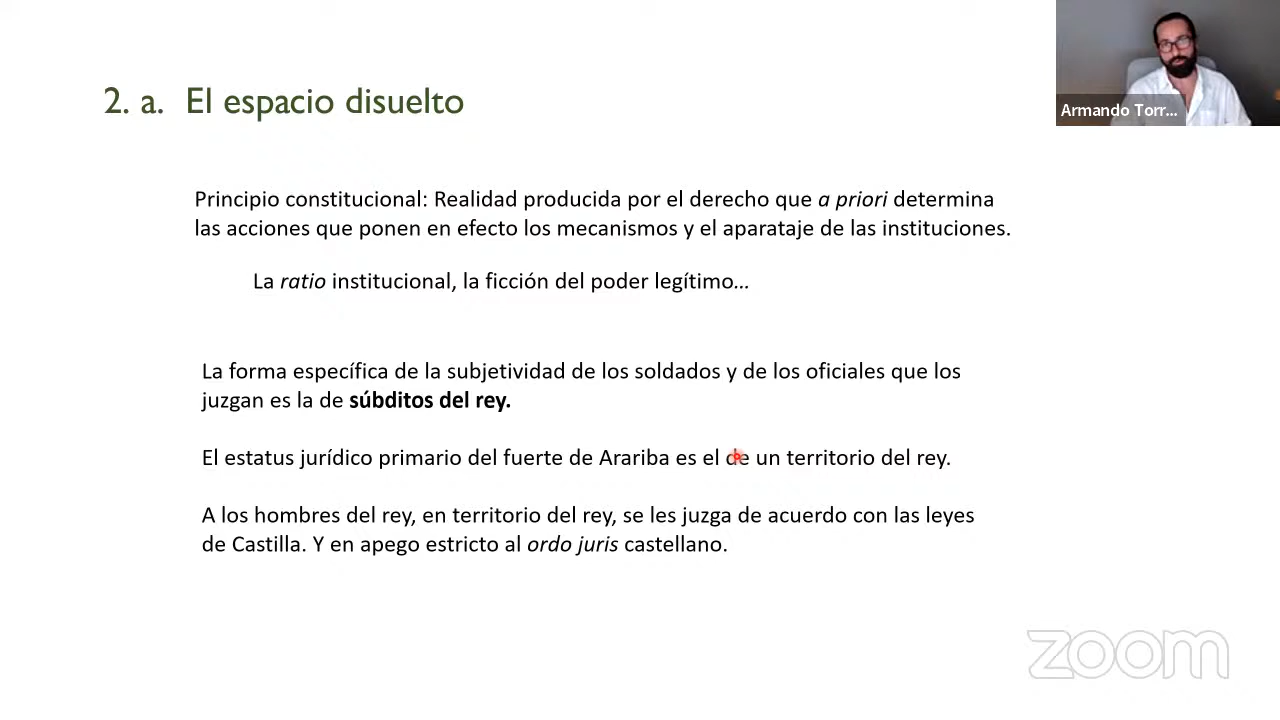 2. a. El espacio disuelto
Armando Torr...
Principio constitucional: Realidad producida por el derecho que a priori determina
las acciones que ponen en efecto los mecanismos y el aparataje de las instituciones.
La ratio institucional, la ficción del poder legítimo...
La forma específica de la subjetividad de los soldados y de los oficiales que los
juzgan es la de súbditos del rey.
El estatus jurídico primario del fuerte de Arariba es el de un territorio del rey.
A los hombres del rey, en territorio del rey, se les juzga de acuerdo con las leyes
de Castilla. Y en apego estricto al ordo juris castellano.
zoom